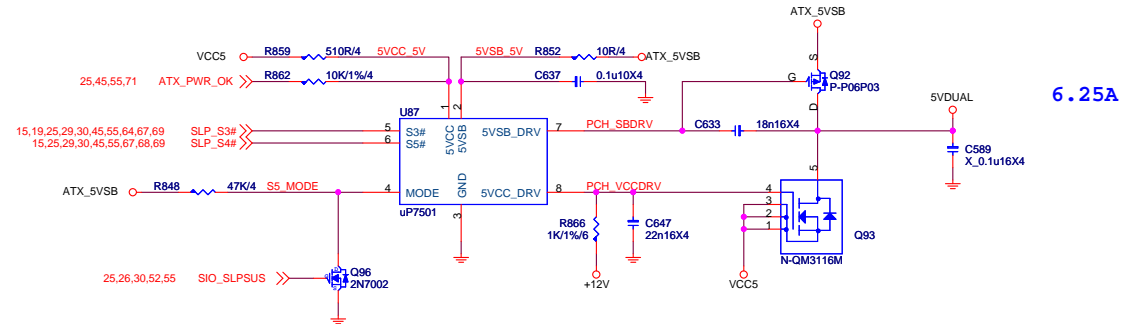 ATX_5VSB
VCC5 R859 510R/4 5VCC_5V 5VSB_5V R852 10R/4 ATX_5VSB
25,45,55,71 ATX_PWR_OK R862 10K/1%/4 C637 0.1u10X4
S
G
D
Q92
P-P06P03
6.25A
5VDUAL
U87
1 2
5VCC
5VSB
15,19,25,29,30,45,55,64,67,69 SLP_S3# 5 S3# 5VSB_DRV 7 PCH_SBDRV
15,25,29,30,45,55,67,68,69 SLP_S4# 6 S5#
C633 18n16X4
C589
X_0.1u16X4
ATX_5VSB R848 47K/4 S5_MODE 4 MODE GND 5VCC_DRV 8 PCH_VCCDRV
uP7501
3
5
4
3
2
1
R866
1K/1%/6
C647
22n16X4
Q93
N-QM3116M
25,26,30,52,55 SIO_SLPSUS
Q96
2N7002
+12V
VCC5